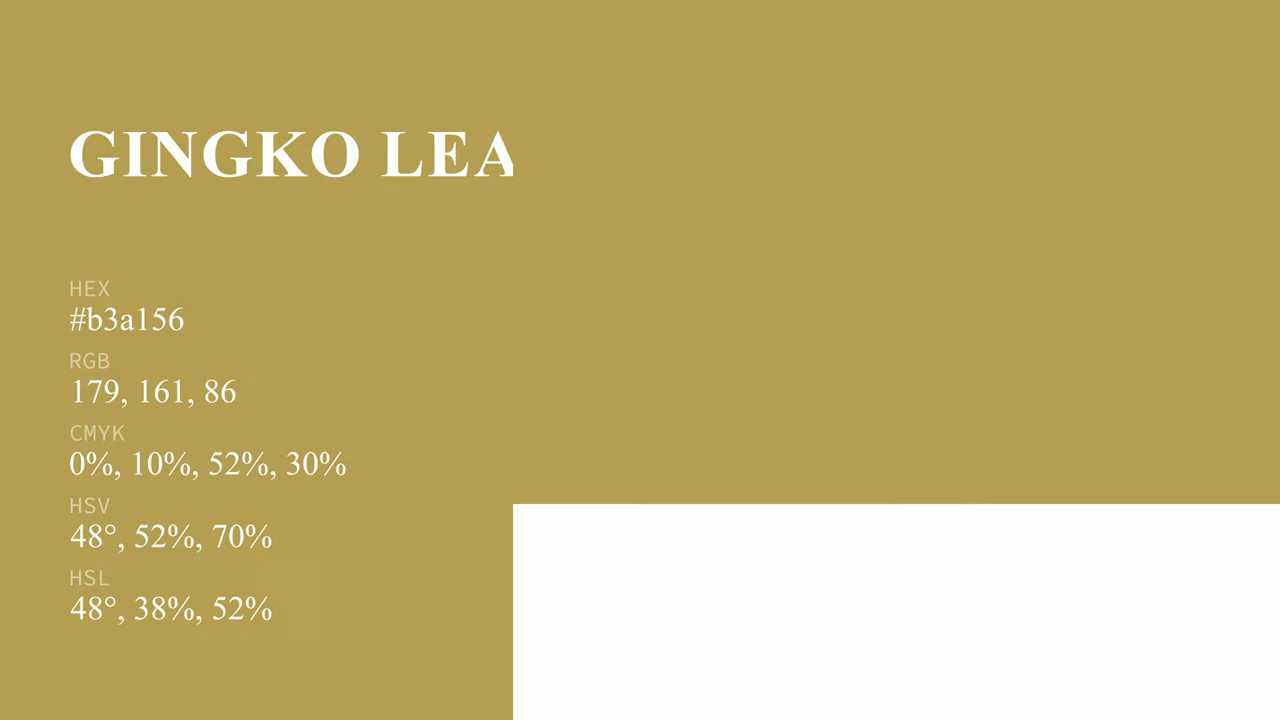 GINGKO LEA
HEX
#b3a156
RGB
179, 161, 86
CMYK
0%, 10%, 52%, 30%
HSV
48°, 52%, 70%
HSL
48°, 38%, 52%